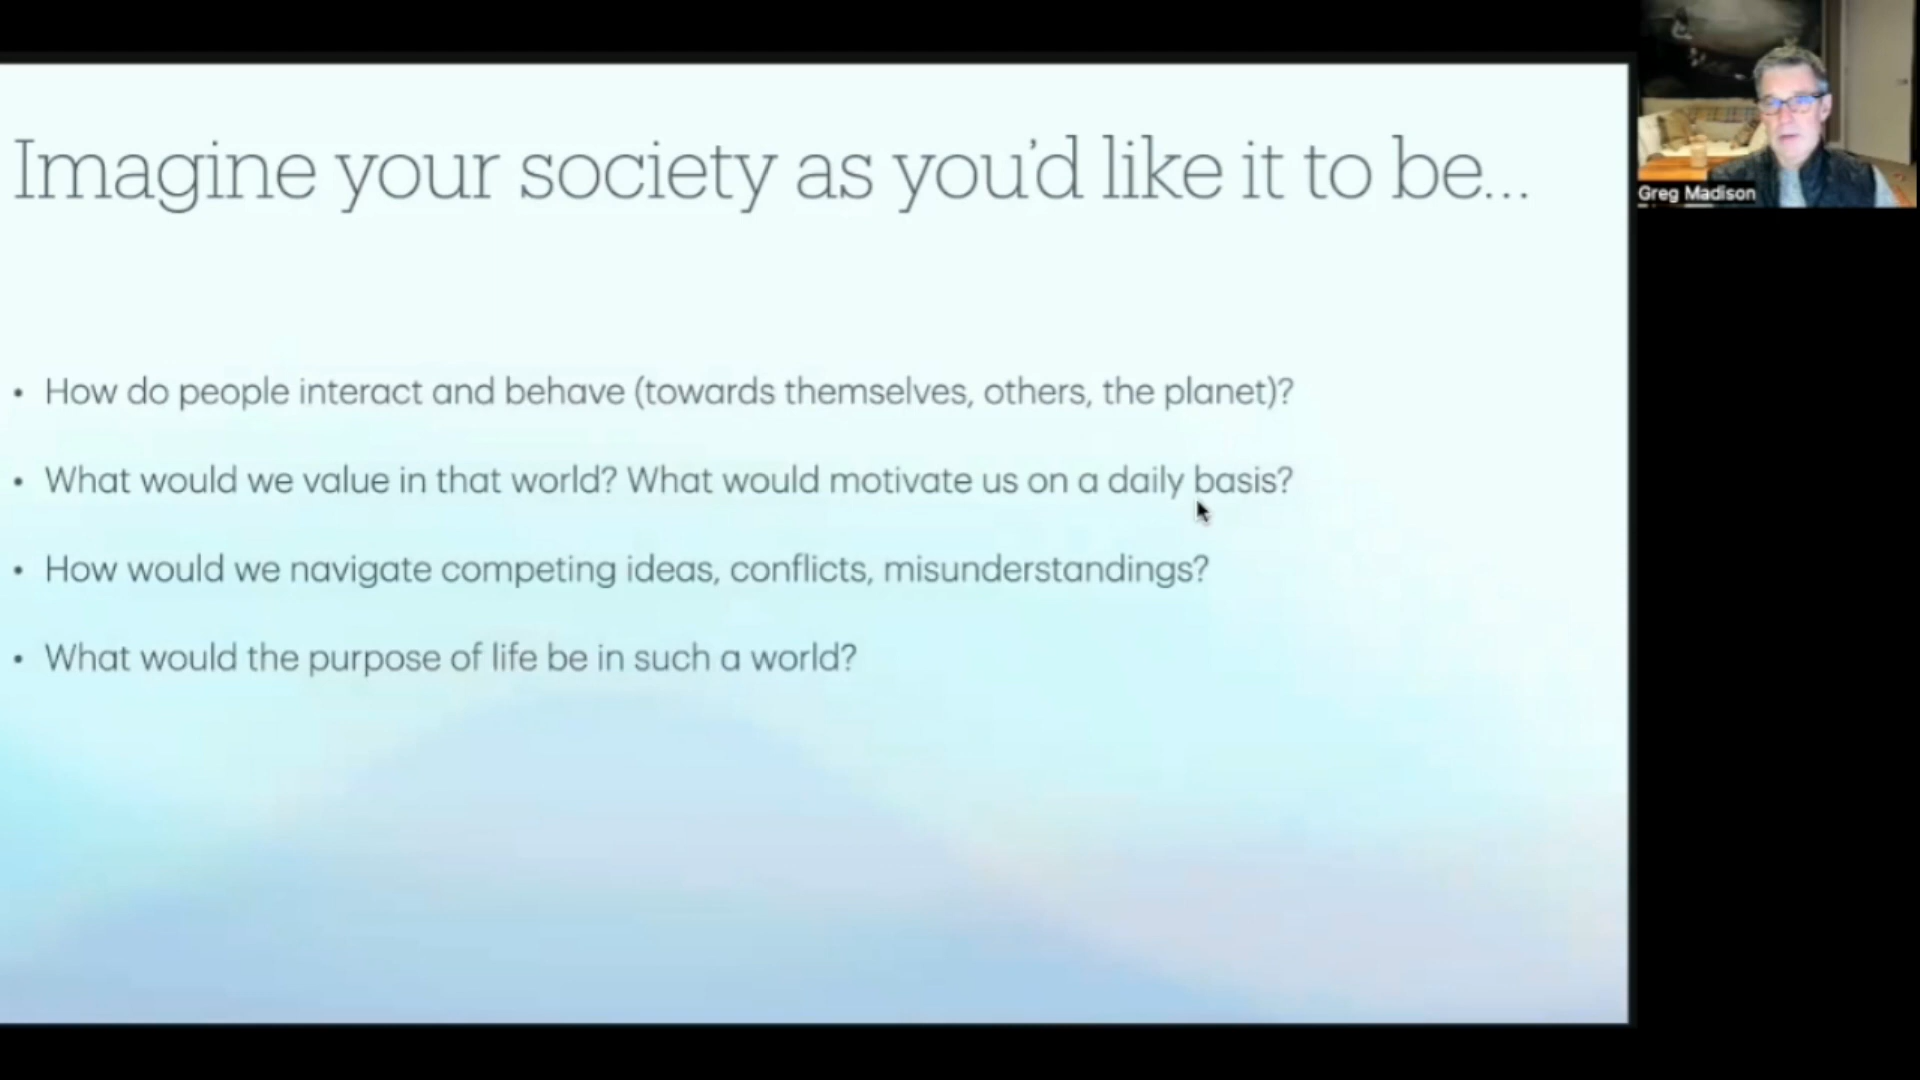 Imagine your society as you'd like it to be...
• How do people interact and behave (towards themselves, others, the planet)?
• What would we value in that world? What would motivate us on a daily basis?
• How would we navigate competing ideas, conflicts, misunderstandings?
• What would the purpose of life be in such a world?
Greg Madison